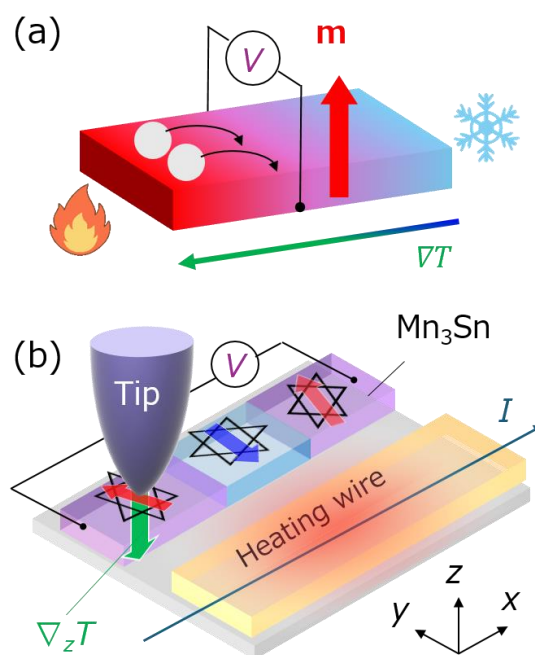 (a)
V
m
∇T
(b)
Mn₃Sn
V
Tip
I
Heating wire
∇zT
z
y
x